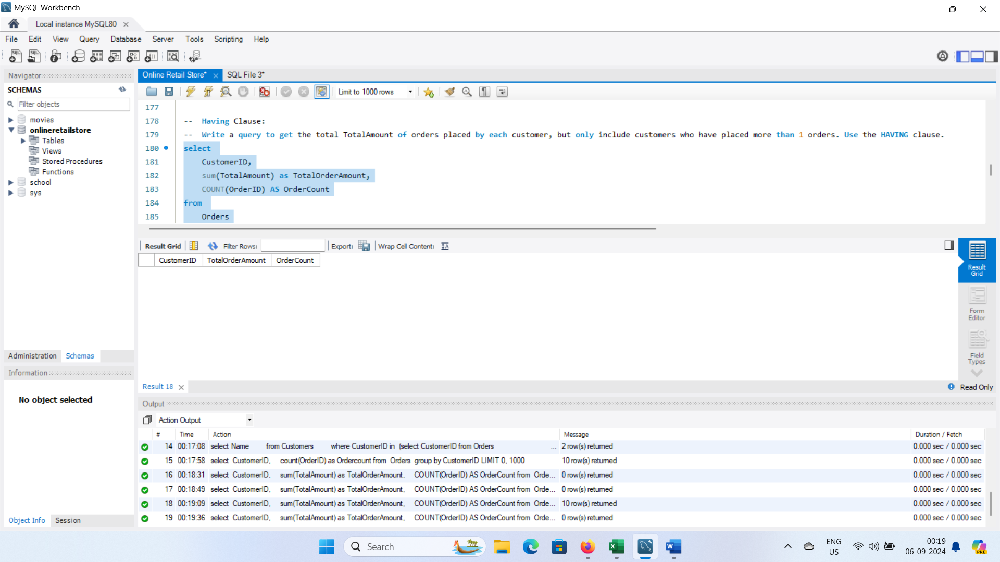 MySQL Workbench
Local instance MySQL80
File Edit View Query Database Server Tools Scripting Help
Navigator
SCHEMAS
Filter objects
movies
onlineretailstore
Tables
Views
Stored Procedures
Functions
school
sys
Administration Schemas
Information
No object selected
Object Info Session
Online Retail Store* SQL File 3*
Limit to 1000 rows
177
178 -- Having Clause:
179 -- Write a query to get the total TotalAmount of orders placed by each customer, but only include customers who have placed more than 1 orders. Use the HAVING clause.
180 select
181 CustomerID,
182 sum(TotalAmount) as TotalOrderAmount,
183 COUNT(OrderID) AS OrderCount
184 from
185 Orders
Result Grid Filter Rows: Export: Wrap Cell Content:
CustomerID TotalOrderAmount OrderCount
Result Grid
Form Editor
Field Types
Result 18 Read Only
Output
Action Output
# Time Action Message Duration / Fetch
14 00:17:08 select Name from Customers where CustomerID in (select CustomerID from Orders ... 2 row(s) returned 0.000 sec / 0.000 sec
15 00:17:58 select CustomerID, count(OrderID) as Ordercount from Orders group by CustomerID LIMIT 0, 1000 10 row(s) returned 0.000 sec / 0.000 sec
16 00:18:31 select CustomerID, sum(TotalAmount) as TotalOrderAmount, COUNT(OrderID) AS OrderCount from Orde... 0 row(s) returned 0.000 sec / 0.000 sec
17 00:18:49 select CustomerID, sum(TotalAmount) as TotalOrderAmount, COUNT(OrderID) AS OrderCount from Orde... 0 row(s) returned 0.000 sec / 0.000 sec
18 00:19:09 select CustomerID, sum(TotalAmount) as TotalOrderAmount, COUNT(OrderID) AS OrderCount from Orde... 10 row(s) returned 0.000 sec / 0.000 sec
19 00:19:36 select CustomerID, sum(TotalAmount) as TotalOrderAmount, COUNT(OrderID) AS OrderCount from Orde... 0 row(s) returned 0.000 sec / 0.000 sec
Search
ENG
US
00:19
06-09-2024
PRE